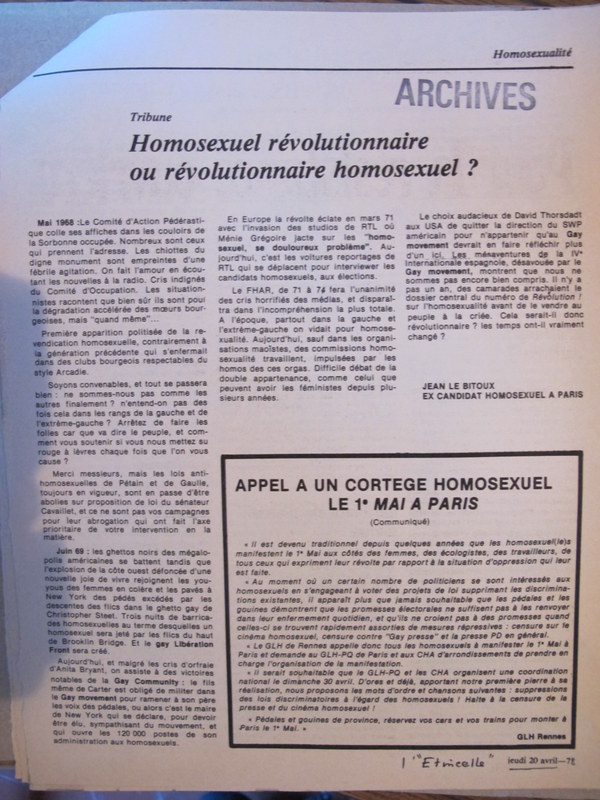 Homosexualité
ARCHIVES
Tribune
Homosexuel révolutionnaire
ou révolutionnaire homosexuel ?
Mai 1968 :Le Comité d'Action Pédérasti-
que colle ses affiches dans les couloirs de
la Sorbonne occupée. Nombreux sont ceux
qui prennent l'adresse. Les chiottes du
digne monument sont empreintes d'une
fébrile agitation. On fait l'amour en écou-
tant les nouvelles à la radio. Cris indignés
du Comité d'Occupation. Les situation-
nistes racontent que bien sûr ils sont poui
la dégradation accélérée des mœurs bour-
geoises, mais "quand même"...
Première apparition politisée de la re-
vendication homosexuelle, contrairement à
la génération précédente qui s'enfermait
dans des clubs bourgeois respectables du
style Arcadie.
Soyons convenables, et tout se passera
bien : ne sommes-nous pas comme les
autres finalement ? n'entend-on pas des
fois cela dans les rangs de la gauche et de
l'extrême-gauche ? Arrêtez de faire les
folles car que va dire le peuple, et com-
ment vous soutenir si vous nous mettez su
rouge à lèvres chaque fois que l'on vous
cause ?
Merci messieurs, mais les lois anti-
homosexuelles de Pétain et de Gaulle,
toujours en vigueur, sont en passe d'être
abolies sur proposition de loi du sénateur
Cavaillet, et ce ne sont pas vos campagnes
pour leur abrogation qui ont fait l'axe
prioritaire de votre intervention en la
matière.
Juin 69 : les ghettos noirs des mégalo-
polis américaines se battent tandis que
l'explosion de la côte ouest défoncée d'une
nouvelle joie de vivre rejoignent les you-
yous des femmes en colère et les pavés à
New York des pédés excédés par les
descentes des flics dans le ghetto gay de
Christopher Steet. Trois nuits de barrica-
des homosexuelles au terme desquelles un
homosexuel sera jeté par les flics du haut
de Brooklin Bridge. Et le gay Libération
Front sera créé.
Aujourd'hui, et malgré les cris d'orfraie
d'Anita Bryant, on assiste à des victoires
notables de la Gay Community : le fils
même de Carter est obligé de militer dans
le Gay movement pour ramener à son père
les voix des pédales, ou alors c'est le maire
de New York qui se déclare, pour devoir
être élu, sympathisant du mouvement, et
qui ouvre les 120 000 postes de son
administration aux homosexuels.
En Europe la révolte éclate en mars 71
avec l'invasion des studios de RTL où
Ménie Grégoire jacte sur les "homo-
sexuel, se douloureux problème". Au-
jourd'hui, c'est les voitures reportages de
RTL qui se déplacent pour interviewer les
candidats homosexuels, aux élections.
Le FHAR, de 71 à 74 fera l'unanimité
des cris horrifiés des médias, et disparaî-
tra dans l'incompréhension la plus totale.
A l'époque, partout dans la gauche et
l'extrême-gauche on vidait pour homose-
xualité. Aujourd'hui, sauf dans les organi-
sations maoïstes, des commissions homo-
sexualité travaillent, impulsées par les
homos des ces orgas. Difficile débat de la
double appartenance, comme celui que
peuvent avoir les féministes depuis plu-
sieurs années.
Le choix audacieux de David Thorsdadt
aux USA de quitter la direction du SWP
américain pour n'appartenir qu'au Gay
movement devrait en faire réfléchir plus
d'un ici. Les mésaventures de la IVe
Internationale espagnole, désavouée par le
Gay movement, montrent que nous ne
sommes pas encore bien compris. Il n'y a
pas un an, des camarades arrachaient le
dossier central du numéro de Révolution !
sur l'homosexualité avant de le vendre au
peuple à la criée. Cela serait-il donc
révolutionnaire ? les temps ont-il vraiment
changé ?
JEAN LE BITOUX
EX CANDIDAT HOMOSEXUEL A PARIS
APPEL A UN CORTEGE HOMOSEXUEL
LE 1e MAI A PARIS
(Communiqué)
« Il est devenu traditionnel depuis quelques années que les homosexuel(le)s
manifestent le 1e Mai aux côtés des femmes, des écologistes, des travailleurs, de
tous ceux qui expriment leur révolte par rapport à la situation d'oppression qui leur
est faite.
« Au moment où un certain nombre de politiciens se sont intéressés aux
homosexuels en s'engageant à voter des projets de loi supprimant les discrimina-
tions existantes, il apparaît plus que jamais souhaitable que les pédales et les
gouines démontrent que les promesses électorales ne suffisent pas à les renvoyer
dans leur enfermement quotidien, et qu'ils ne croient pas à des promesses quand
celles-ci se trouvent rapidement assorties de mesures répressives : censure sur le
cinéma homosexuel, censure contre "Gay presse" et la presse PD en général.
« Le GLH de Rennes appelle donc tous les homosexuels à manifester le 1e Mai à
Paris et demande au GLH-PQ de Paris et aux CHA d'arrondissements de prendre en
charge l'organisation de la manifestation.
« Il serait souhaitable que le GLH-PQ et les CHA organisent une coordination
national le dimanche 30 avril. D'ores et déjà, apportant notre première pierre à sa
réalisation, nous proposons les mots d'ordre et chansons suivantes : suppressions
des lois discriminatoires à l'égard des homosexuels ! Halte à la censure de la
presse et du cinéma homosexuel !
« Pédales et gouines de province, réservez vos cars et vos trains pour monter à
Paris le 1e Mai. »
GLH Rennes
l'"Etincelle" jeudi 20 avril—78